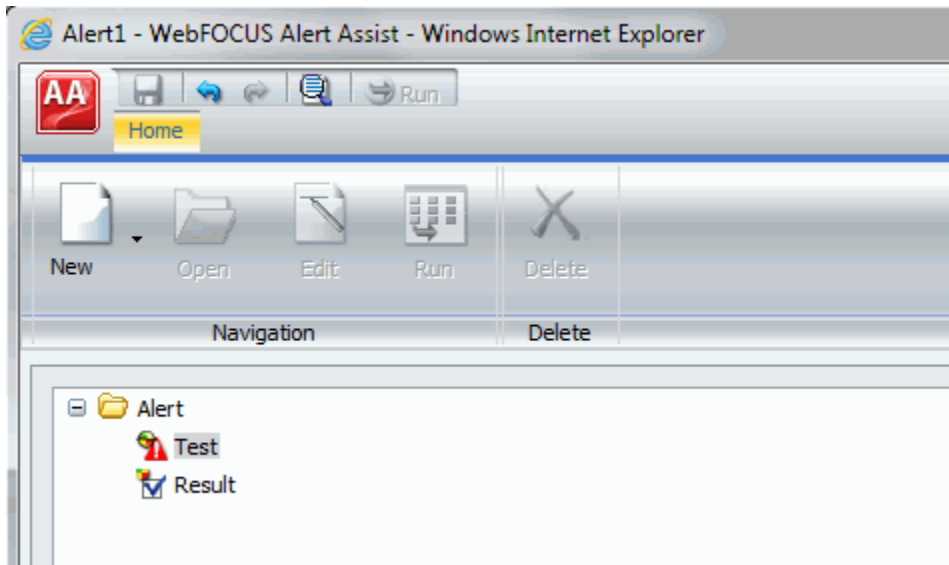 Alert1 - WebFOCUS Alert Assist - Windows Internet Explorer
AA
Run
Home
New Open Edit Run Delete
Navigation Delete
Alert
Test
Result